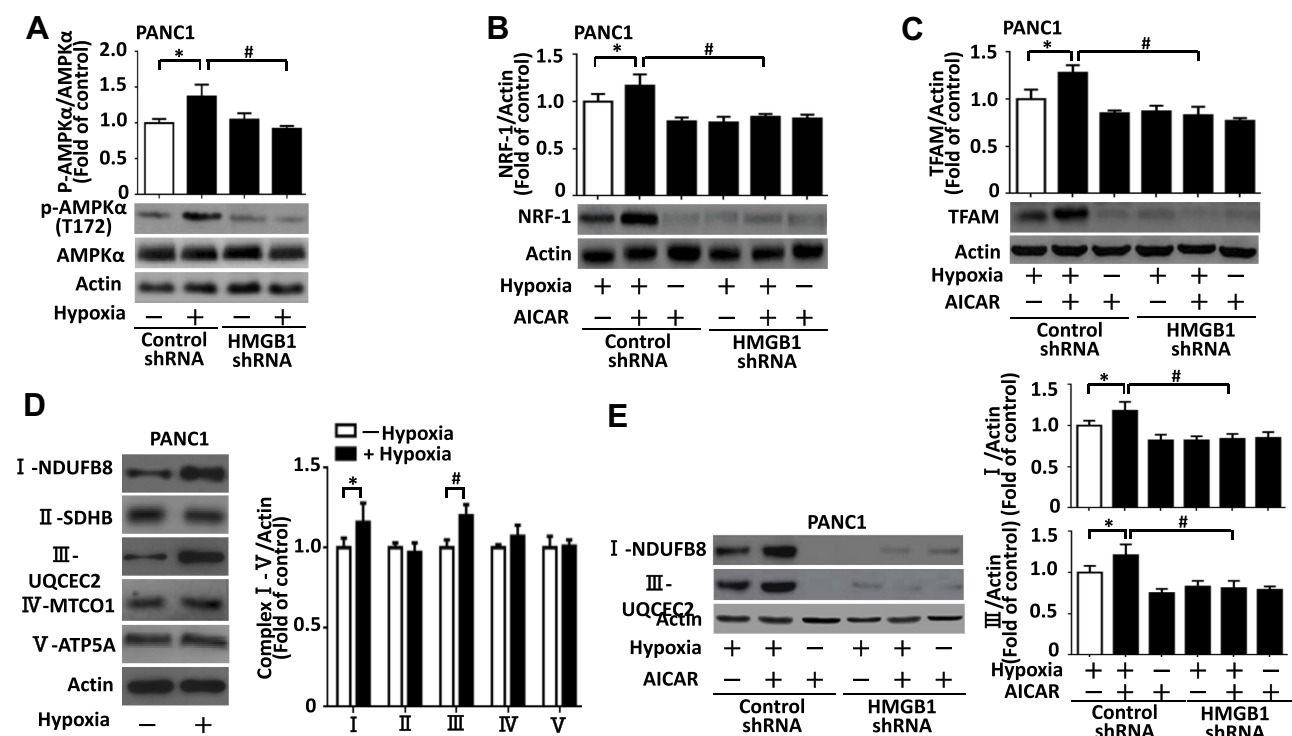 A
PANC1
P-AMPKα/AMPKα
(Fold of control)
2.0
1.5
1.0
0.5
0
*
#
p-AMPKα
(T172)
AMPKα
Actin
Hypoxia
— + — +
Control
shRNA
HMGB1
shRNA
B
PANC1
NRF-1/Actin
(Fold of control)
1.5
1.0
0.5
0
*
#
NRF-1
Actin
Hypoxia + + — + + —
AICAR — + + — + +
Control
shRNA
HMGB1
shRNA
C
PANC1
TFAM/Actin
(Fold of control)
1.5
1.0
0.5
0
*
#
TFAM
Actin
Hypoxia + + — + + —
AICAR — + + — + +
Control
shRNA
HMGB1
shRNA
D
PANC1
Ⅰ-NDUFB8
Ⅱ-SDHB
Ⅲ-
UQCEC2
Ⅳ-MTCO1
Ⅴ-ATP5A
Actin
Hypoxia — +
— Hypoxia
+ Hypoxia
Complex Ⅰ-Ⅴ/Actin
(Fold of control)
1.5
1.0
0.5
0
*
#
Ⅰ Ⅱ Ⅲ Ⅳ Ⅴ
E
PANC1
Ⅰ-NDUFB8
Ⅲ-
UQCEC2
Actin
Hypoxia + + — + + —
AICAR — + + — + +
Control
shRNA
HMGB1
shRNA
Ⅰ/Actin
(Fold of control)
1.5
1.0
0.5
0
*
#
Ⅲ/Actin
(Fold of control)
1.5
1.0
0.5
0
*
#
Hypoxia + + — + + —
AICAR — + + — + +
Control
shRNA
HMGB1
shRNA